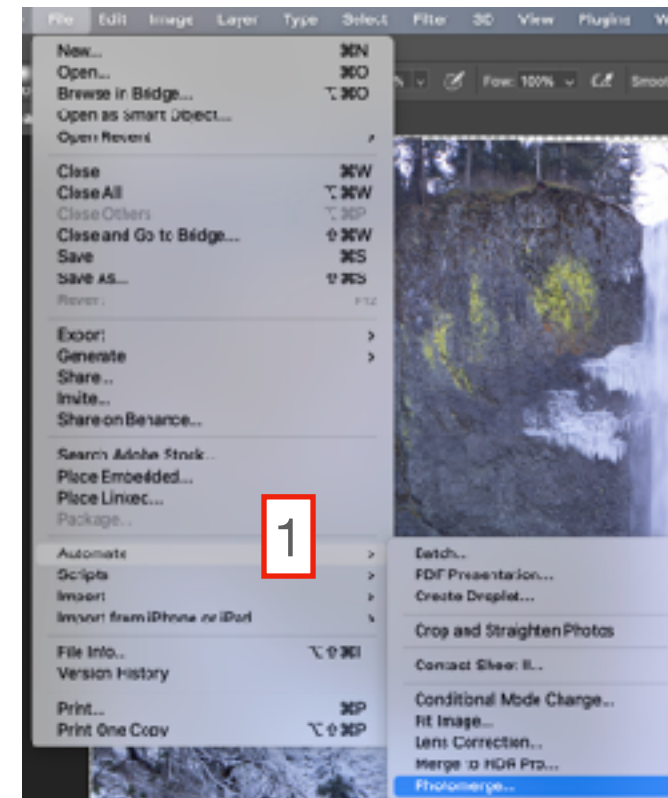 File Edit Image Layer Type Select Filter 3D View Plugins
Flow: 100%
New... ⌘N
Open... ⌘O
Browse in Bridge... ⌥⌘O
Open as Smart Object...
Open Recent
Close ⌘W
Close All ⌥⌘W
Close Others ⌥⌘P
Close and Go to Bridge... ⇧⌘W
Save ⌘S
Save As... ⇧⌘S
Revert F12
Export >
Generate >
Share...
Invite...
Share on Behance...
Search Adobe Stock...
Place Embedded...
Place Linked...
Package...
1
Automate >
Scripts >
Import >
Import from iPhone or iPad >
File Info... ⌥⇧⌘I
Version History
Print... ⌘P
Print One Copy ⌥⇧⌘P
Batch...
PDF Presentation...
Create Droplet...
Crop and Straighten Photos
Contact Sheet II...
Conditional Mode Change...
Fit Image...
Lens Correction...
Merge to HDR Pro...
Photomerge...